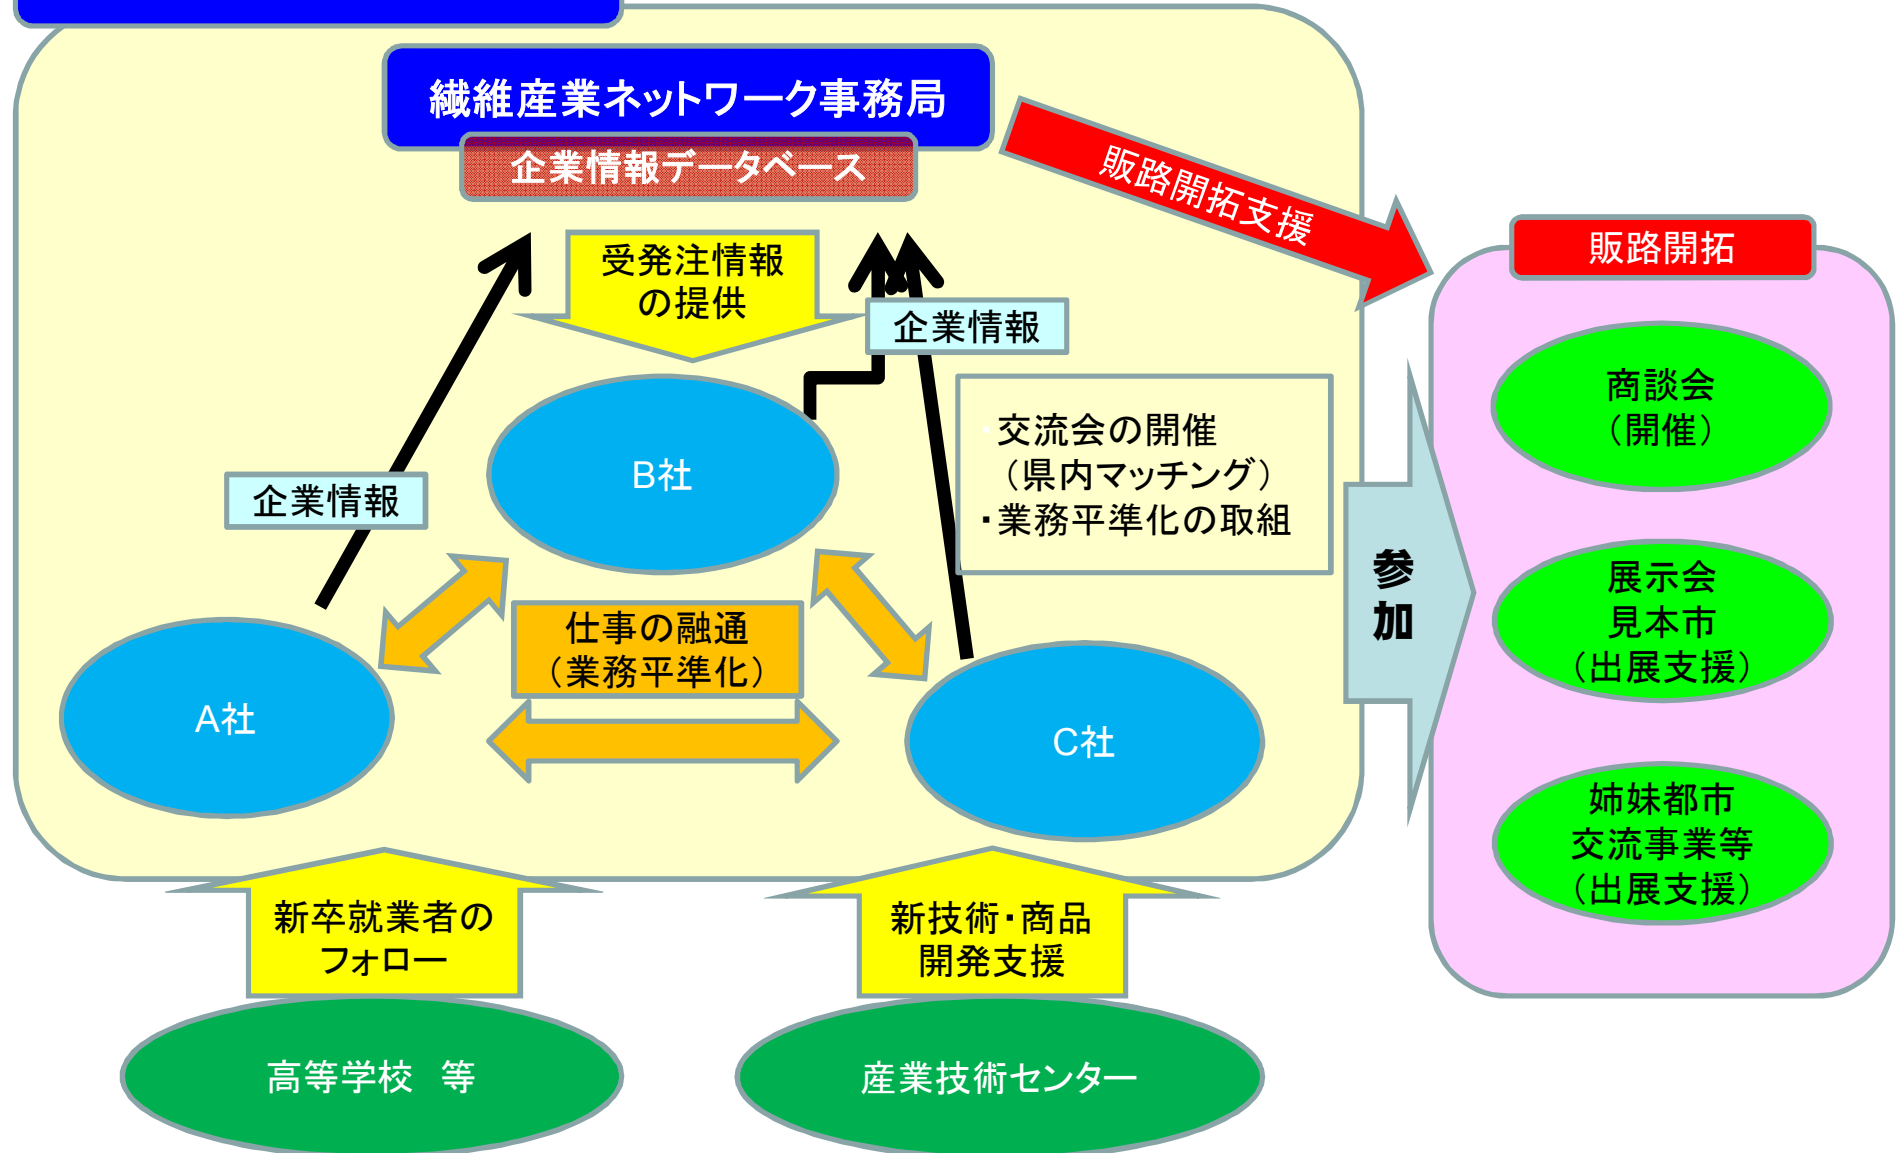 繊維産業ネットワーク事務局
企業情報データベース
販路開拓支援
受発注情報
の提供
企業情報
販路開拓
商談会
（開催）
・交流会の開催
（県内マッチング）
・業務平準化の取組
B社
企業情報
参
加
展示会
見本市
（出展支援）
仕事の融通
（業務平準化）
A社
C社
姉妹都市
交流事業等
（出展支援）
新卒就業者の
フォロー
新技術・商品
開発支援
高等学校　等
産業技術センター